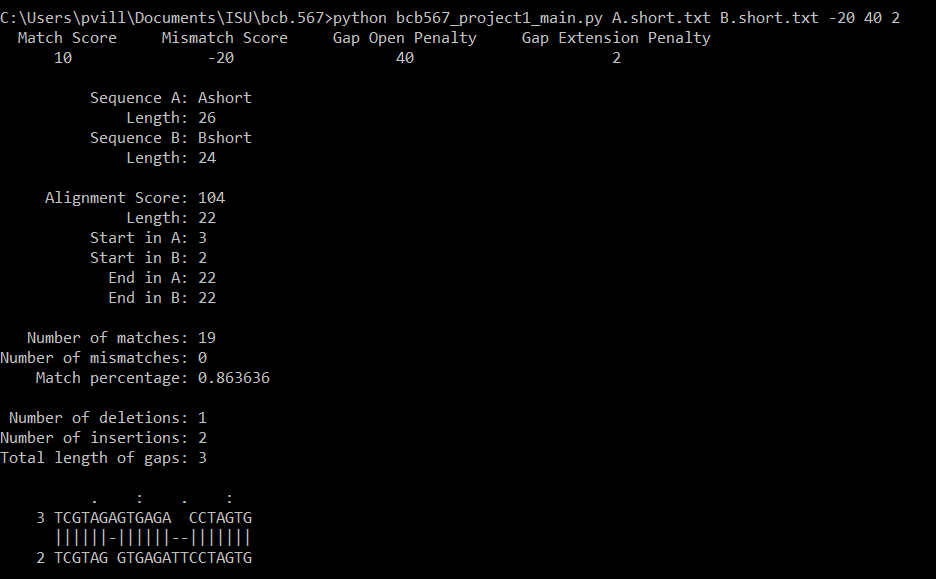 C:\Users\pvill\Documents\ISU\bcb.567>python bcb567_project1_main.py A.short.txt B.short.txt -20 40 2
  Match Score     Mismatch Score     Gap Open Penalty     Gap Extension Penalty
      10               -20                  40                      2

          Sequence A: Ashort
              Length: 26
          Sequence B: Bshort
              Length: 24

     Alignment Score: 104
              Length: 22
          Start in A: 3
          Start in B: 2
            End in A: 22
            End in B: 22

   Number of matches: 19
Number of mismatches: 0
    Match percentage: 0.863636

 Number of deletions: 1
Number of insertions: 2
Total length of gaps: 3

          .    :    .    :
    3 TCGTAGAGTGAGA  CCTAGTG
      ||||||-||||||--|||||||
    2 TCGTAG GTGAGATTCCTAGTG